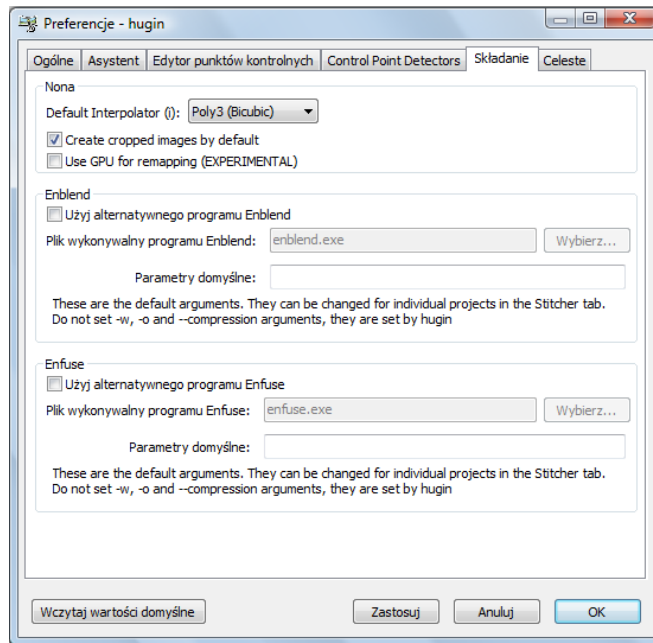 Preferencje - hugin
Ogólne Asystent Edytor punktów kontrolnych Control Point Detectors Składanie Celeste
Nona
Default Interpolator (i): Poly3 (Bicubic)
Create cropped images by default
Use GPU for remapping (EXPERIMENTAL)
Enblend
Użyj alternatywnego programu Enblend
Plik wykonywalny programu Enblend: enblend.exe Wybierz...
Parametry domyślne:
These are the default arguments. They can be changed for individual projects in the Stitcher tab.
Do not set -w, -o and --compression arguments, they are set by hugin
Enfuse
Użyj alternatywnego programu Enfuse
Plik wykonywalny programu Enfuse: enfuse.exe Wybierz...
Parametry domyślne:
These are the default arguments. They can be changed for individual projects in the Stitcher tab.
Do not set -w, -o and --compression arguments, they are set by hugin
Wczytaj wartości domyślne Zastosuj Anuluj OK